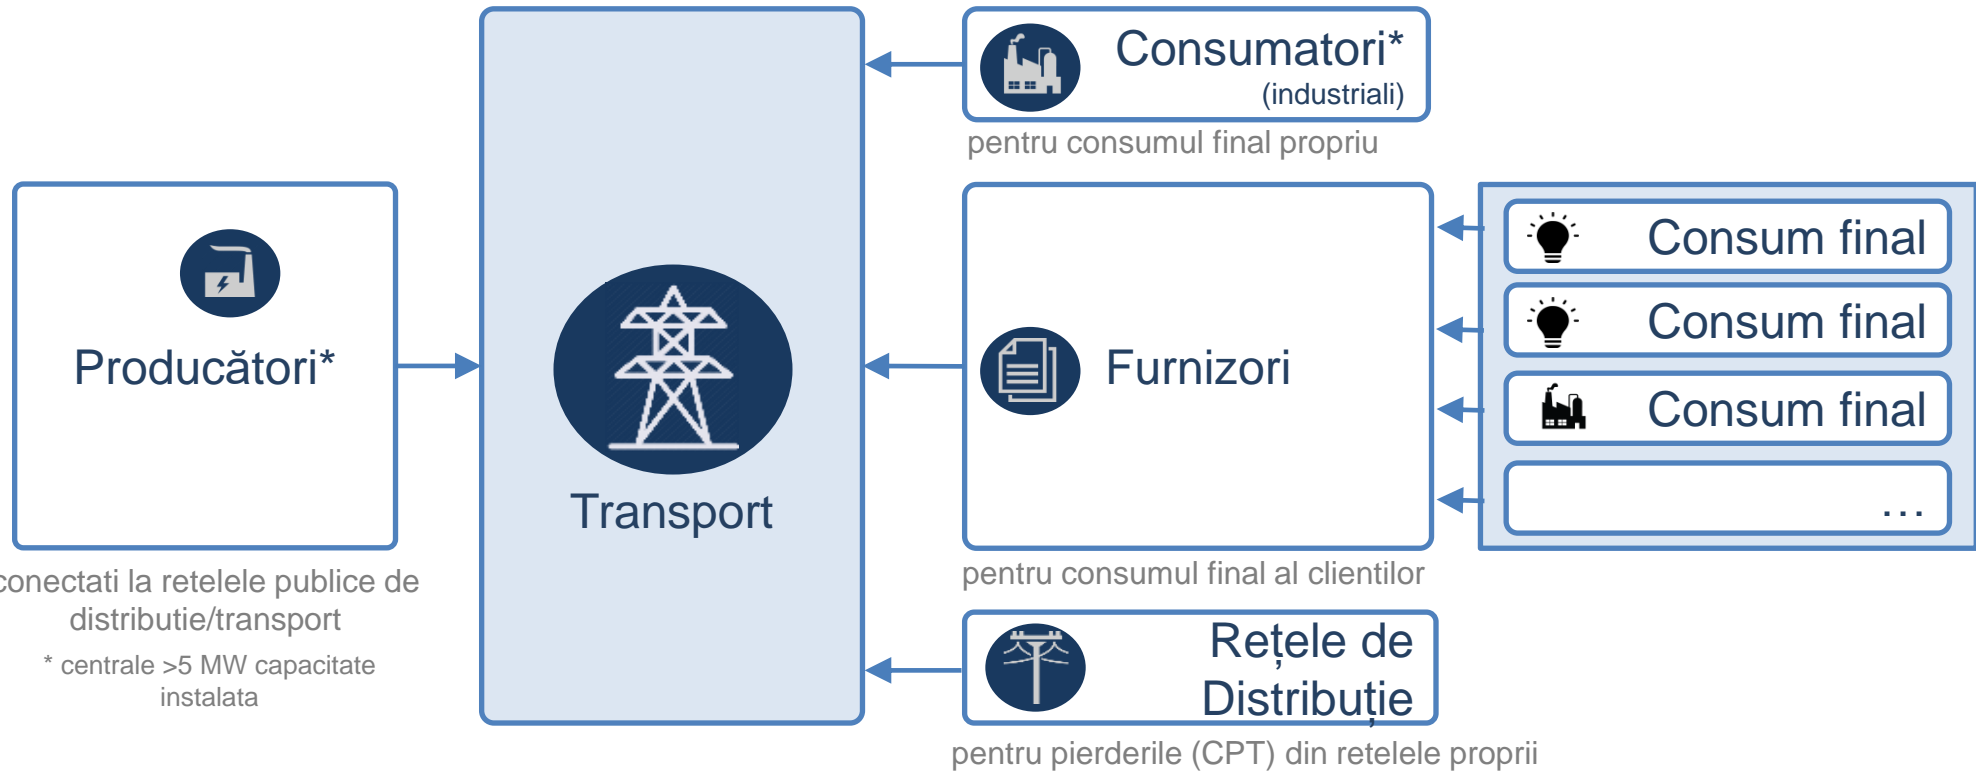 Consumatori*
(industriali)
pentru consumul final propriu
Producători*
conectati la retelele publice de
distributie/transport
* centrale >5 MW capacitate
instalata
Transport
Furnizori
pentru consumul final al clientilor
Consum final
Consum final
Consum final
...
Rețele de
Distribuție
pentru pierderile (CPT) din retelele proprii